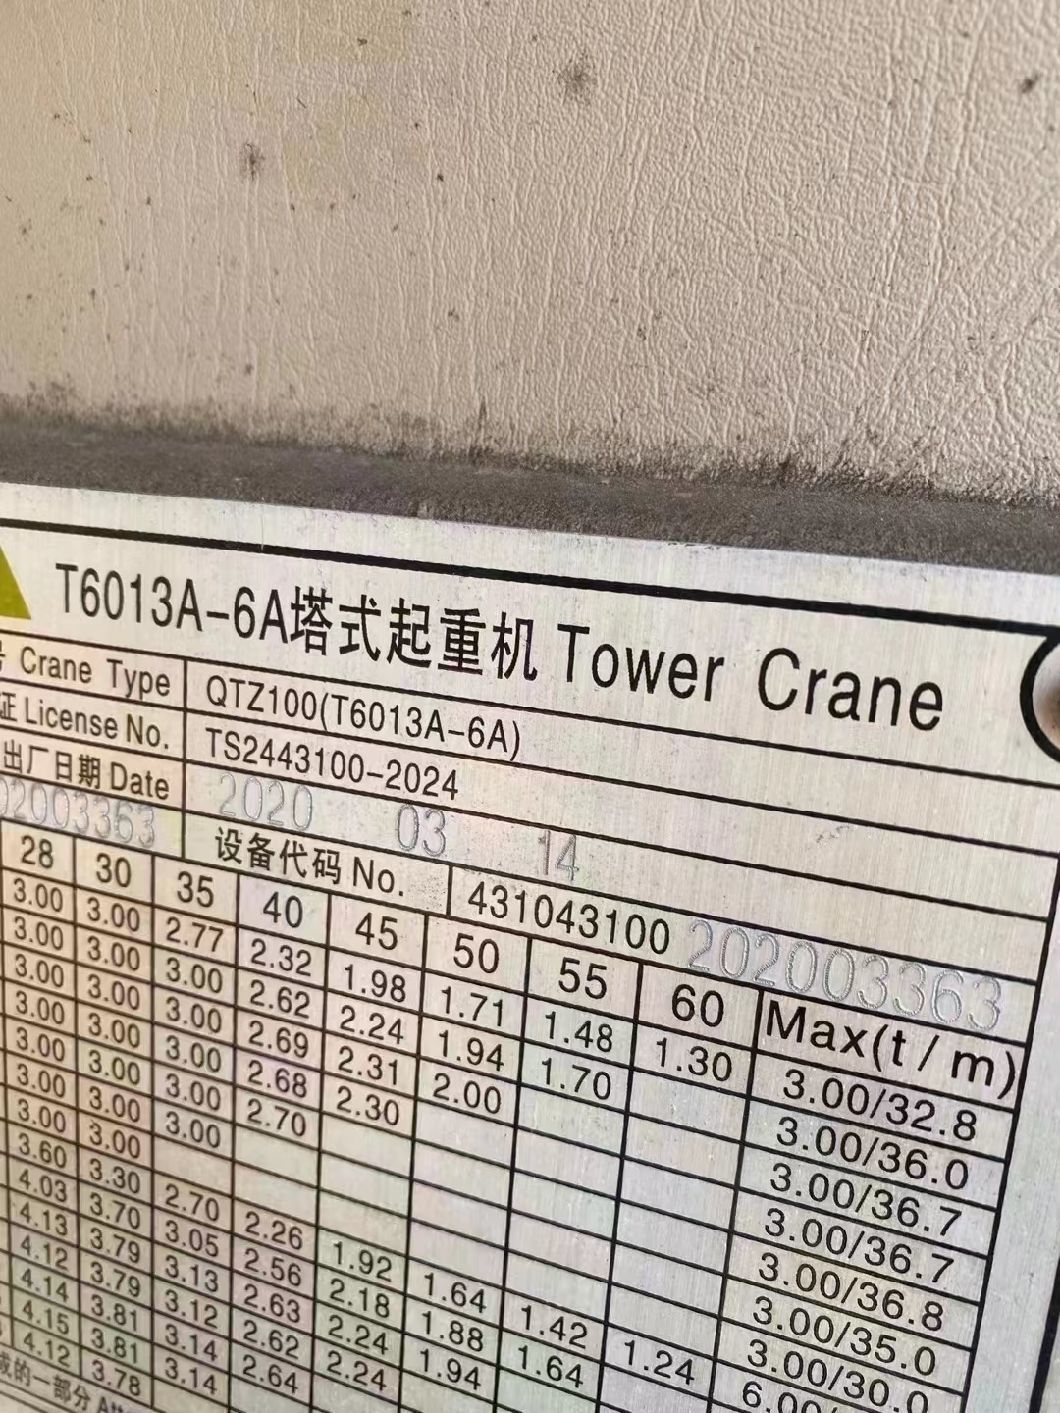 T6013A-6A塔式起重机 Tower Crane
号 Crane Type QTZ100(T6013A-6A)
证 License No. TS2443100-2024
出厂日期 Date 2020 03 14
02003363 设备代码 No. 431043100 202003363
28 30 35 40 45 50 55 60 Max(t/m)
3.00 3.00 2.77 2.32 1.98 1.71 1.48 1.30 3.00/32.8
3.00 3.00 3.00 2.62 2.24 1.94 1.70 3.00/36.0
3.00 3.00 3.00 2.69 2.31 2.00 3.00/36.7
3.00 3.00 3.00 2.68 2.30 3.00/36.7
3.00 3.00 3.00 2.70 3.00/36.8
3.00 3.00 3.00 3.00/35.0
3.00 3.00 3.00/30.0
3.60 3.30 2.70 2.26 1.92 1.64 1.42 1.24 6.00/
4.03 3.70 3.05 2.56 2.18 1.88 1.64
4.13 3.79 3.13 2.63 2.24 1.94
4.12 3.79 3.12 2.62 2.24
4.14 3.81 3.14 2.64
4.15 3.81 3.14
4.12 3.78
的一部分